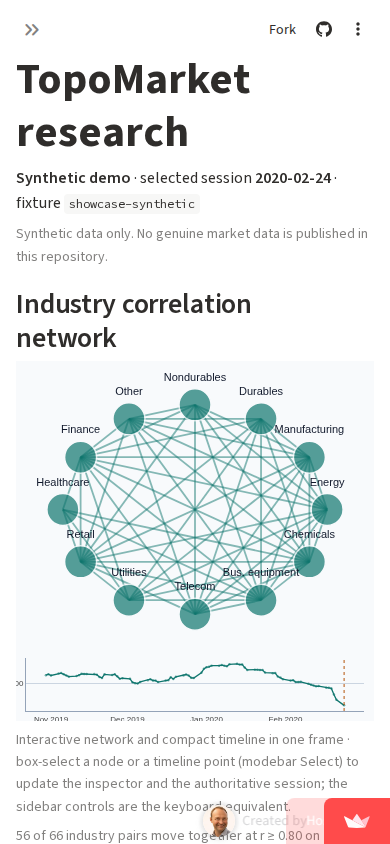 Fork
TopoMarket
research
Synthetic demo · selected session 2020-02-24 ·
fixture showcase-synthetic
Synthetic data only. No genuine market data is published in
this repository.
Industry correlation
network
Nondurables
Other
Durables
Finance
Manufacturing
Healthcare
Energy
Retail
Chemicals
Utilities
Bus. equipment
Telecom
Nov 2019
Dec 2019
Jan 2020
Feb 2020
Interactive network and compact timeline in one frame ·
box-select a node or a timeline point (modebar Select) to
update the inspector and the authoritative session; the
sidebar controls are the keyboard equivalent.
Created by
56 of 66 industry pairs move together at r ≥ 0.80 on